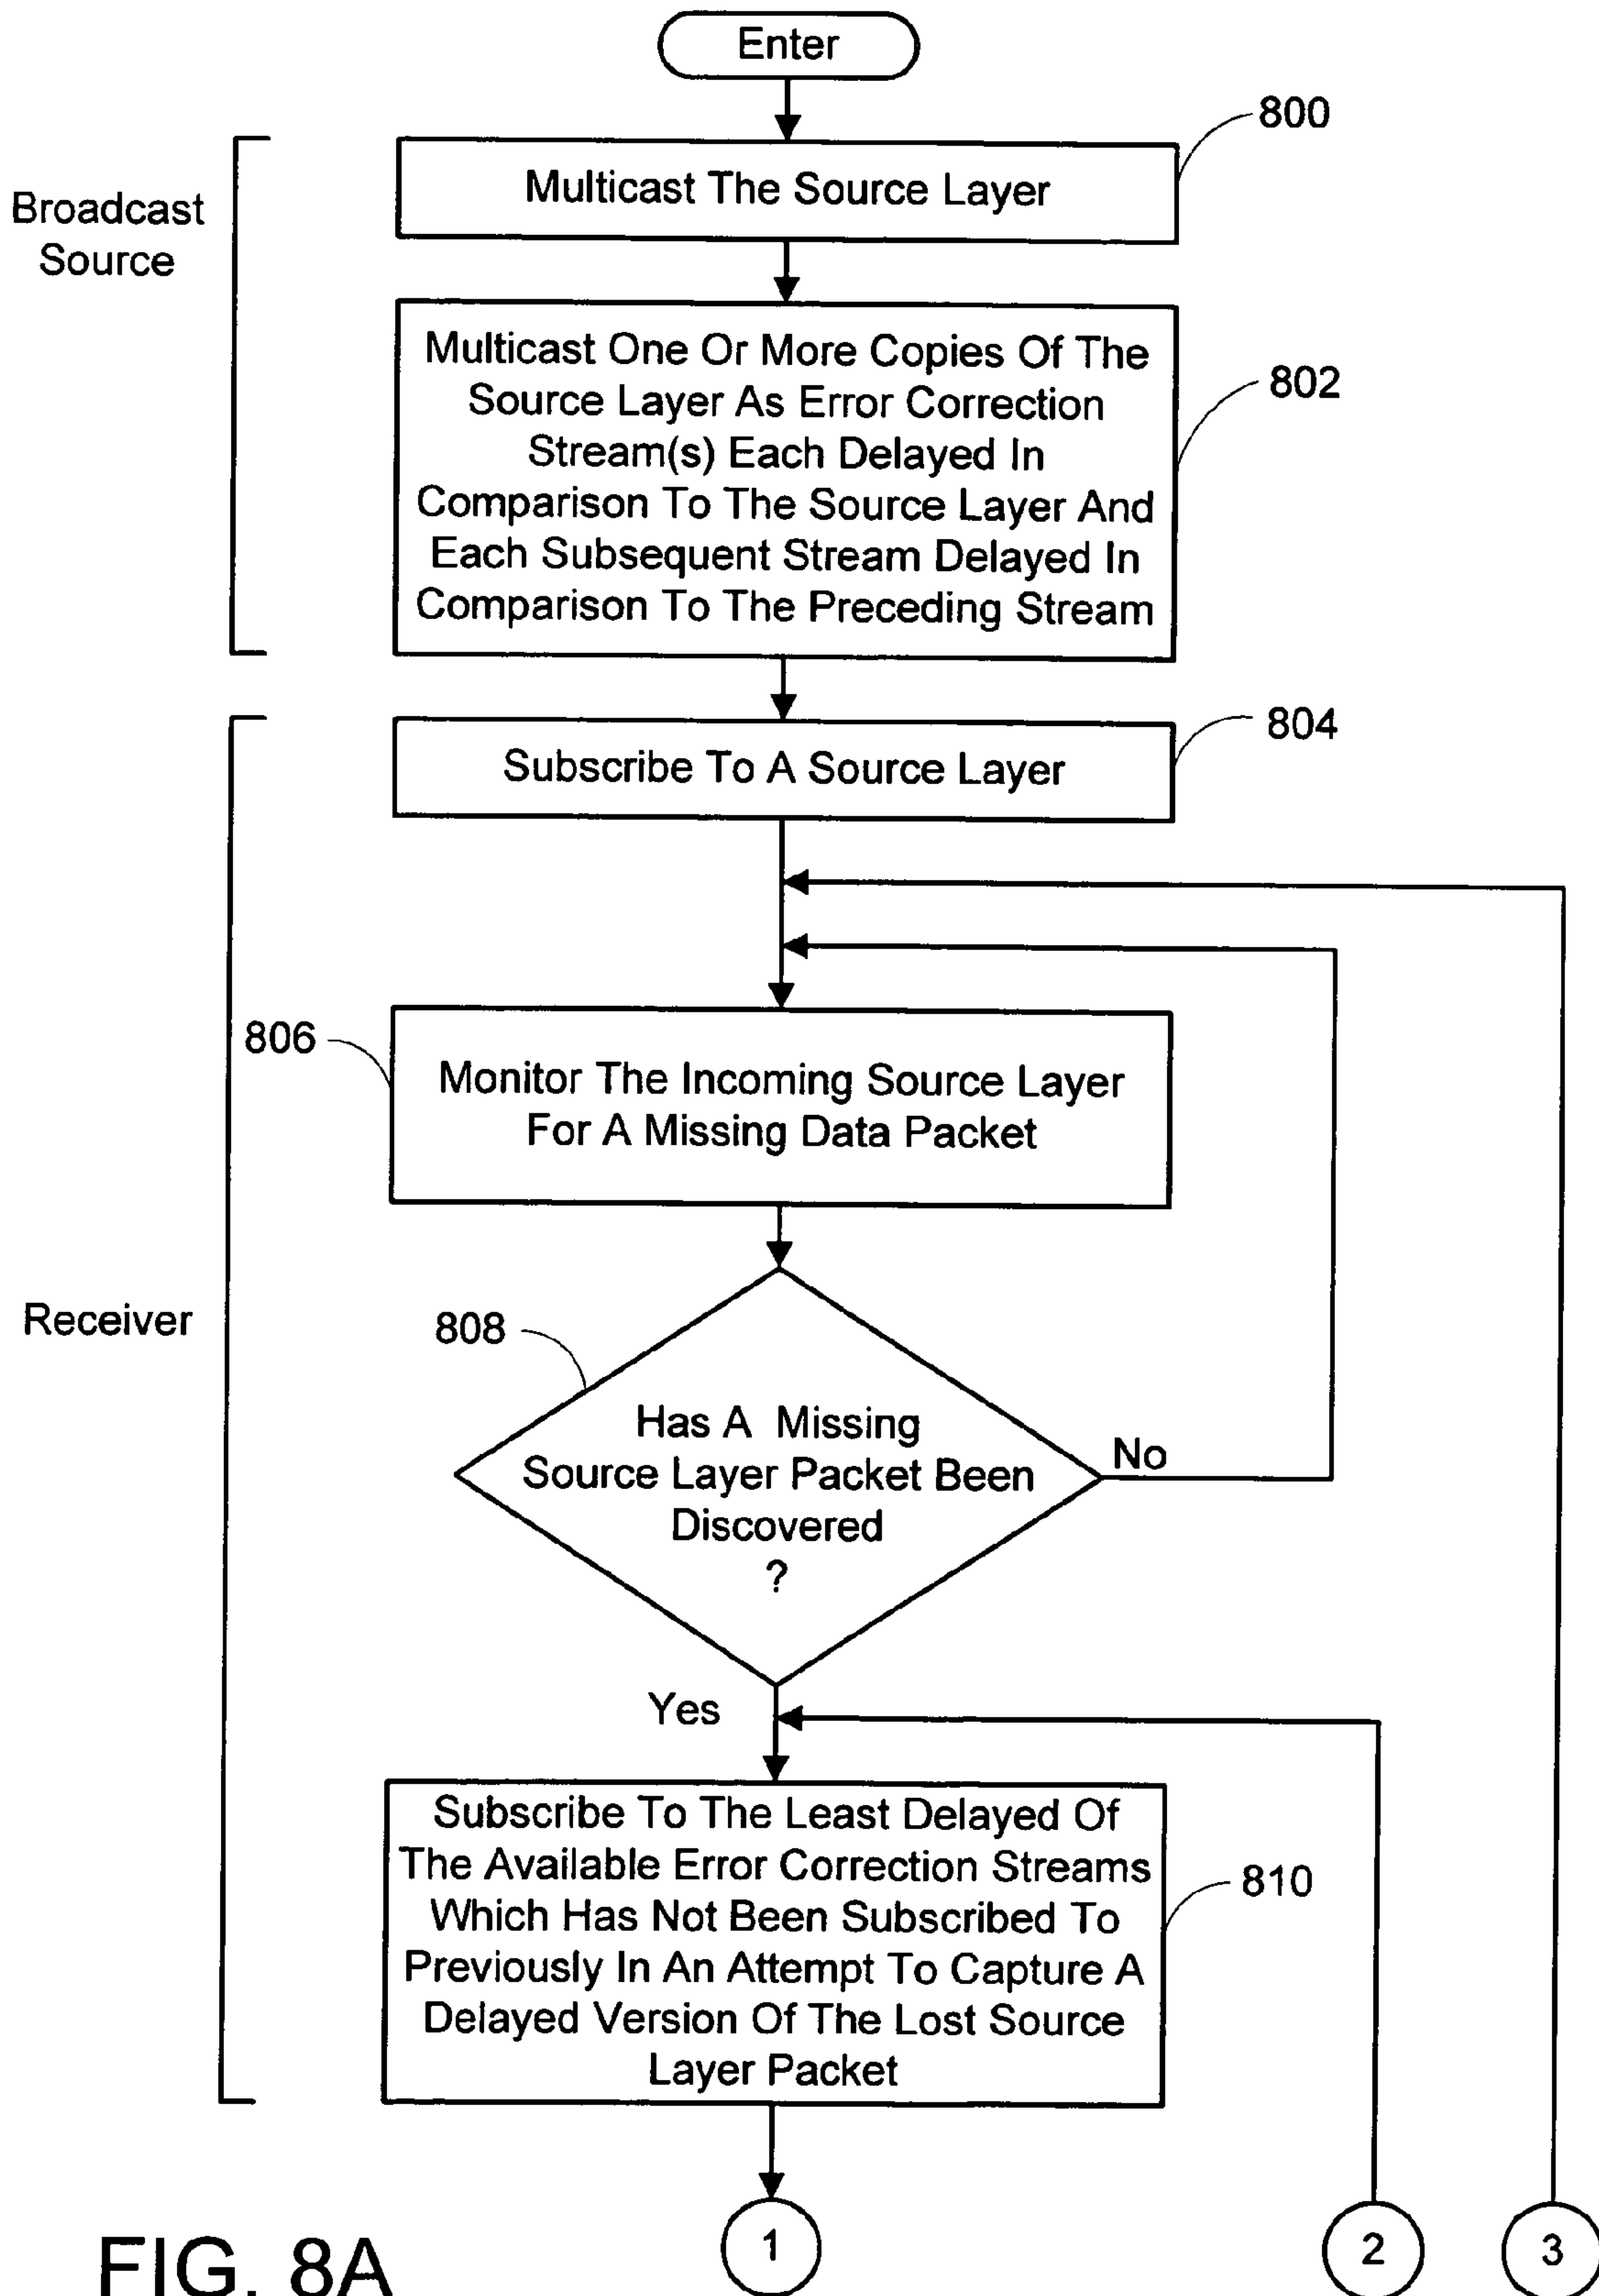 Enter
800
Multicast The Source Layer
Broadcast
Source
Multicast One Or More Copies Of The
Source Layer As Error Correction
Stream(s) Each Delayed In
Comparison To The Source Layer And
Each Subsequent Stream Delayed In
Comparison To The Preceding Stream
802
804
Subscribe To A Source Layer
806
Monitor The Incoming Source Layer
For A Missing Data Packet
Receiver
808
Has A Missing
Source Layer Packet Been
Discovered
?
No
Yes
Subscribe To The Least Delayed Of
The Available Error Correction Streams
Which Has Not Been Subscribed To
Previously In An Attempt To Capture A
Delayed Version Of The Lost Source
Layer Packet
810
1
2
3
FIG. 8A